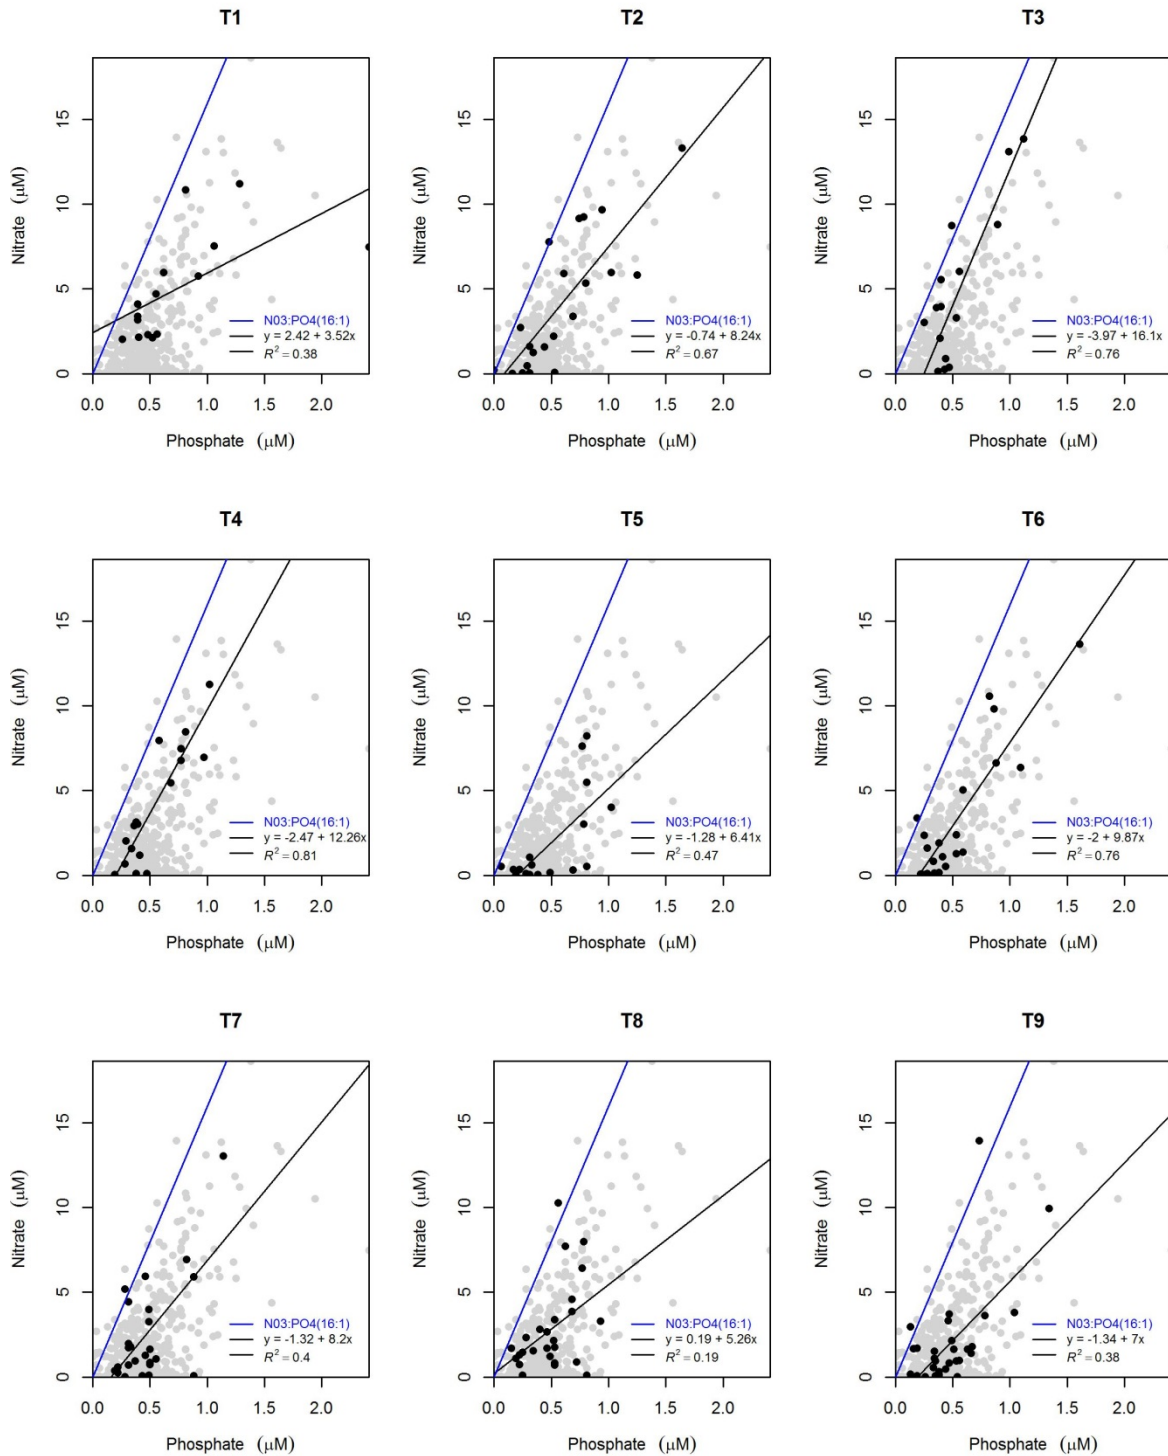 T1
T2
T3
15
10
5
0
Nitrate (μM)
N03:PO4(16:1)
y = 2.42 + 3.52x
R² = 0.38
0.0 0.5 1.0 1.5 2.0
Phosphate (μM)
15
10
5
0
Nitrate (μM)
N03:PO4(16:1)
y = -0.74 + 8.24x
R² = 0.67
0.0 0.5 1.0 1.5 2.0
Phosphate (μM)
15
10
5
0
Nitrate (μM)
N03:PO4(16:1)
y = -3.97 + 16.1x
R² = 0.76
0.0 0.5 1.0 1.5 2.0
Phosphate (μM)
T4
T5
T6
15
10
5
0
Nitrate (μM)
N03:PO4(16:1)
y = -2.47 + 12.26x
R² = 0.81
0.0 0.5 1.0 1.5 2.0
Phosphate (μM)
15
10
5
0
Nitrate (μM)
N03:PO4(16:1)
y = -1.28 + 6.41x
R² = 0.47
0.0 0.5 1.0 1.5 2.0
Phosphate (μM)
15
10
5
0
Nitrate (μM)
N03:PO4(16:1)
y = -2 + 9.87x
R² = 0.76
0.0 0.5 1.0 1.5 2.0
Phosphate (μM)
T7
T8
T9
15
10
5
0
Nitrate (μM)
N03:PO4(16:1)
y = -1.32 + 8.2x
R² = 0.4
0.0 0.5 1.0 1.5 2.0
Phosphate (μM)
15
10
5
0
Nitrate (μM)
N03:PO4(16:1)
y = 0.19 + 5.26x
R² = 0.19
0.0 0.5 1.0 1.5 2.0
Phosphate (μM)
15
10
5
0
Nitrate (μM)
N03:PO4(16:1)
y = -1.34 + 7x
R² = 0.38
0.0 0.5 1.0 1.5 2.0
Phosphate (μM)